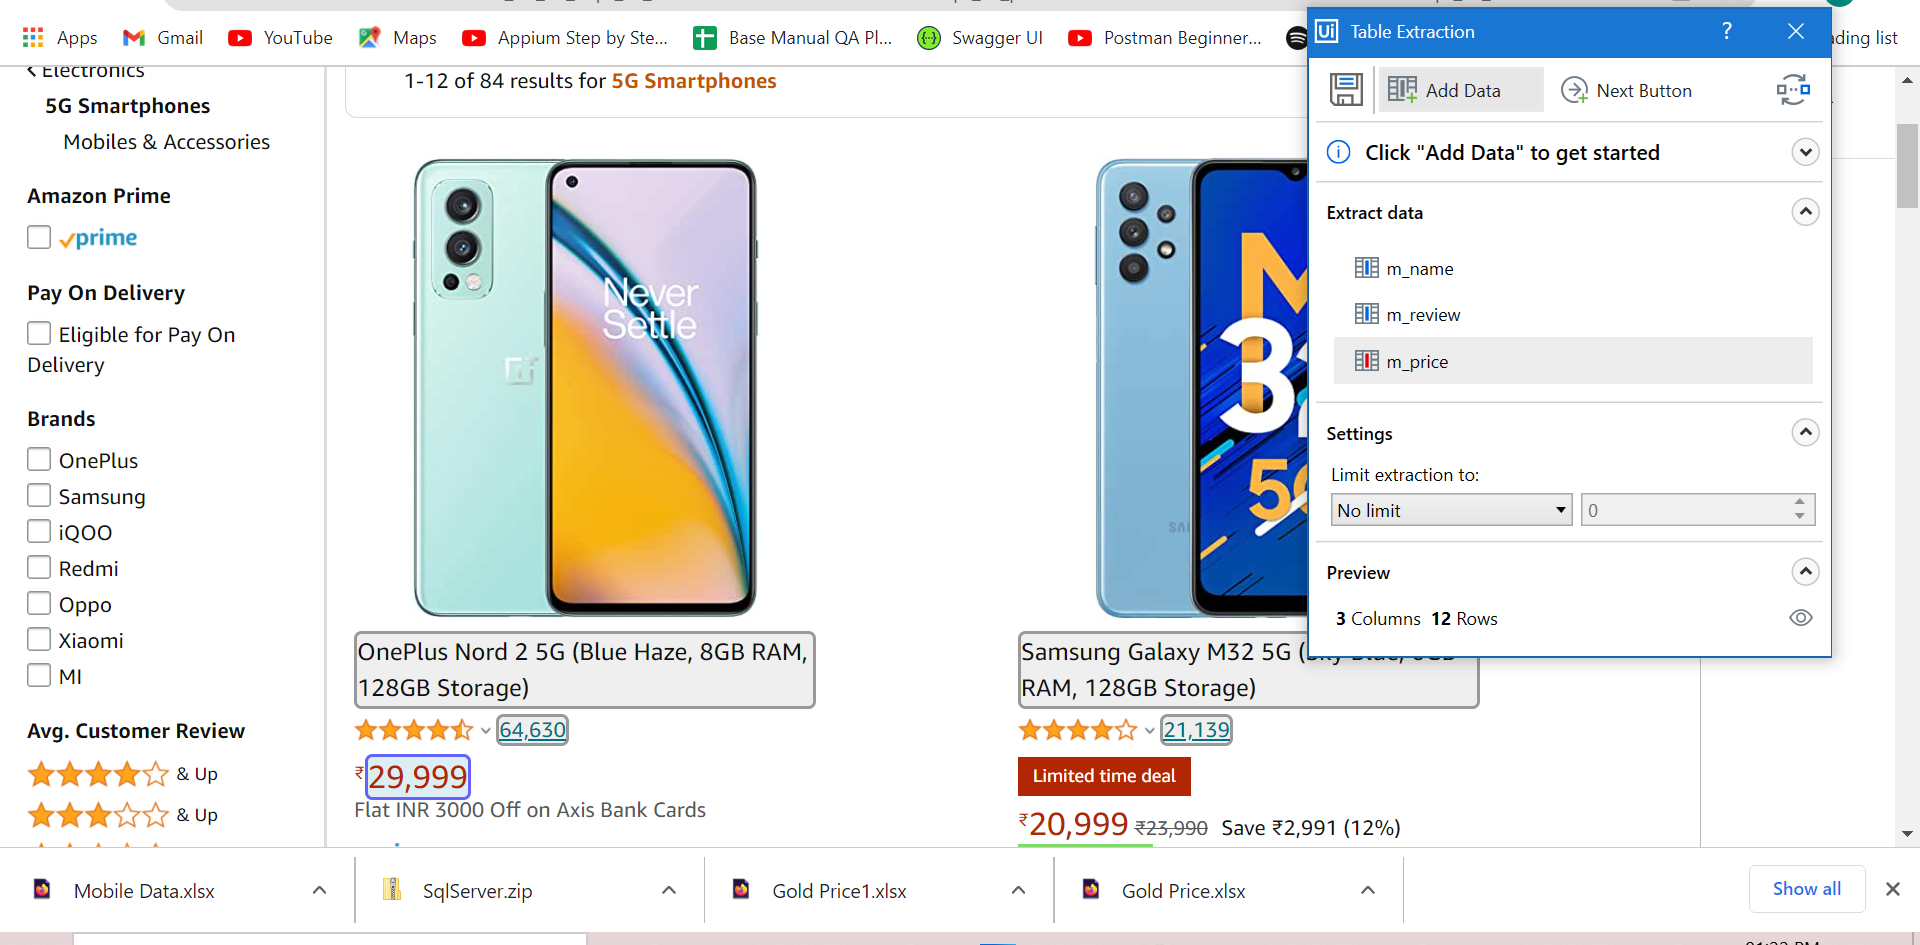 Apps
Gmail
YouTube
Maps
Appium Step by Ste...
Base Manual QA Pl...
Swagger UI
Postman Beginner...
ding list
Electronics
5G Smartphones
Mobiles & Accessories
Amazon Prime
prime
Pay On Delivery
Eligible for Pay On
Delivery
Brands
OnePlus
Samsung
iQOO
Redmi
Oppo
Xiaomi
MI
Avg. Customer Review
& Up
& Up
1-12 of 84 results for 5G Smartphones
Never
Settle
OnePlus Nord 2 5G (Blue Haze, 8GB RAM,
128GB Storage)
64,630
₹29,999
Flat INR 3000 Off on Axis Bank Cards
M
5G
Samsung Galaxy M32 5G (Sky Blue, 6GB
RAM, 128GB Storage)
21,139
Limited time deal
₹20,999 ₹23,990 Save ₹2,991 (12%)
Ui Table Extraction ?
Add Data
Next Button
Click "Add Data" to get started
Extract data
m_name
m_review
m_price
Settings
Limit extraction to:
No limit
0
Preview
3 Columns 12 Rows
Mobile Data.xlsx
SqlServer.zip
Gold Price1.xlsx
Gold Price.xlsx
Show all